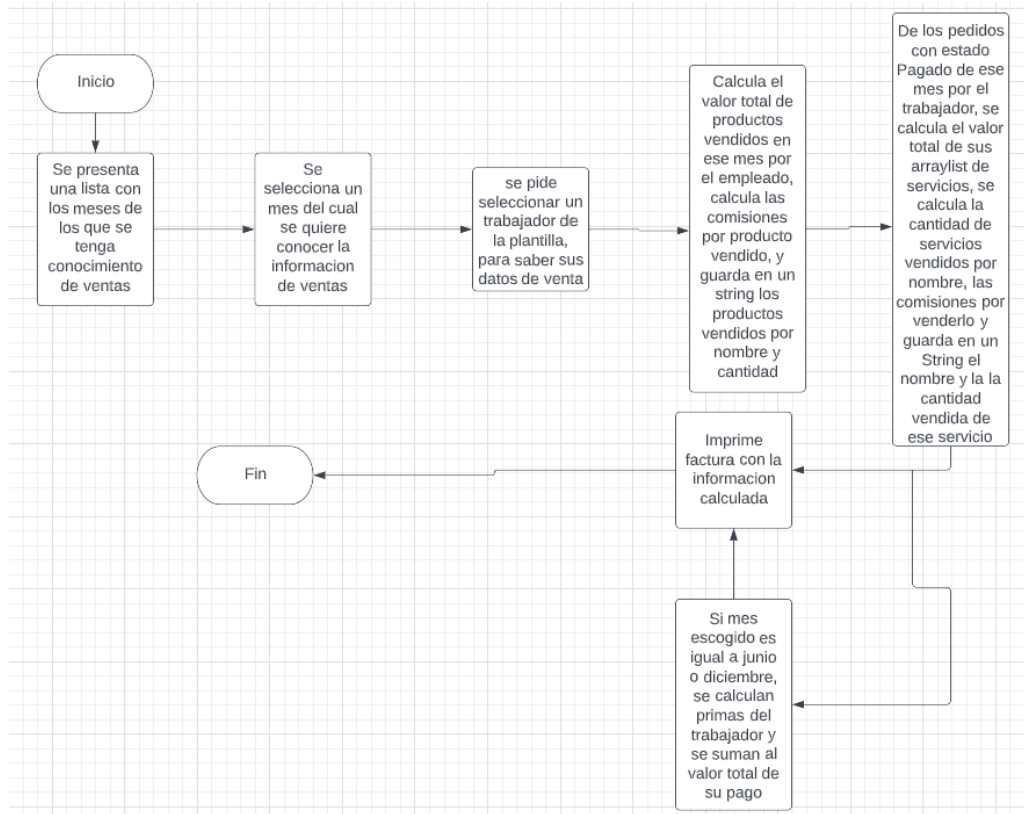 Inicio
Se presenta
una lista con
los meses de
los que se
tenga
conocimiento
de ventas
Se
selecciona un
mes del cual
se quiere
conocer la
informacion
de ventas
se pide
seleccionar un
trabajador de
la plantilla,
para saber sus
datos de venta
Calcula el
valor total de
productos
vendidos en
ese mes por
el empleado,
calcula las
comisiones
por producto
vendido, y
guarda en un
string los
productos
vendidos por
nombre y
cantidad
De los pedidos
con estado
Pagado de ese
mes por el
trabajador, se
calcula el valor
total de sus
arraylist de
servicios, se
calcula la
cantidad de
servicios
vendidos por
nombre, las
comisiones por
venderlo y
guarda en un
String el
nombre y la la
cantidad
vendida de
ese servicio
Imprime
factura con la
informacion
calculada
Fin
Si mes
escogido es
igual a junio
o diciembre,
se calculan
primas del
trabajador y
se suman al
valor total de
su pago